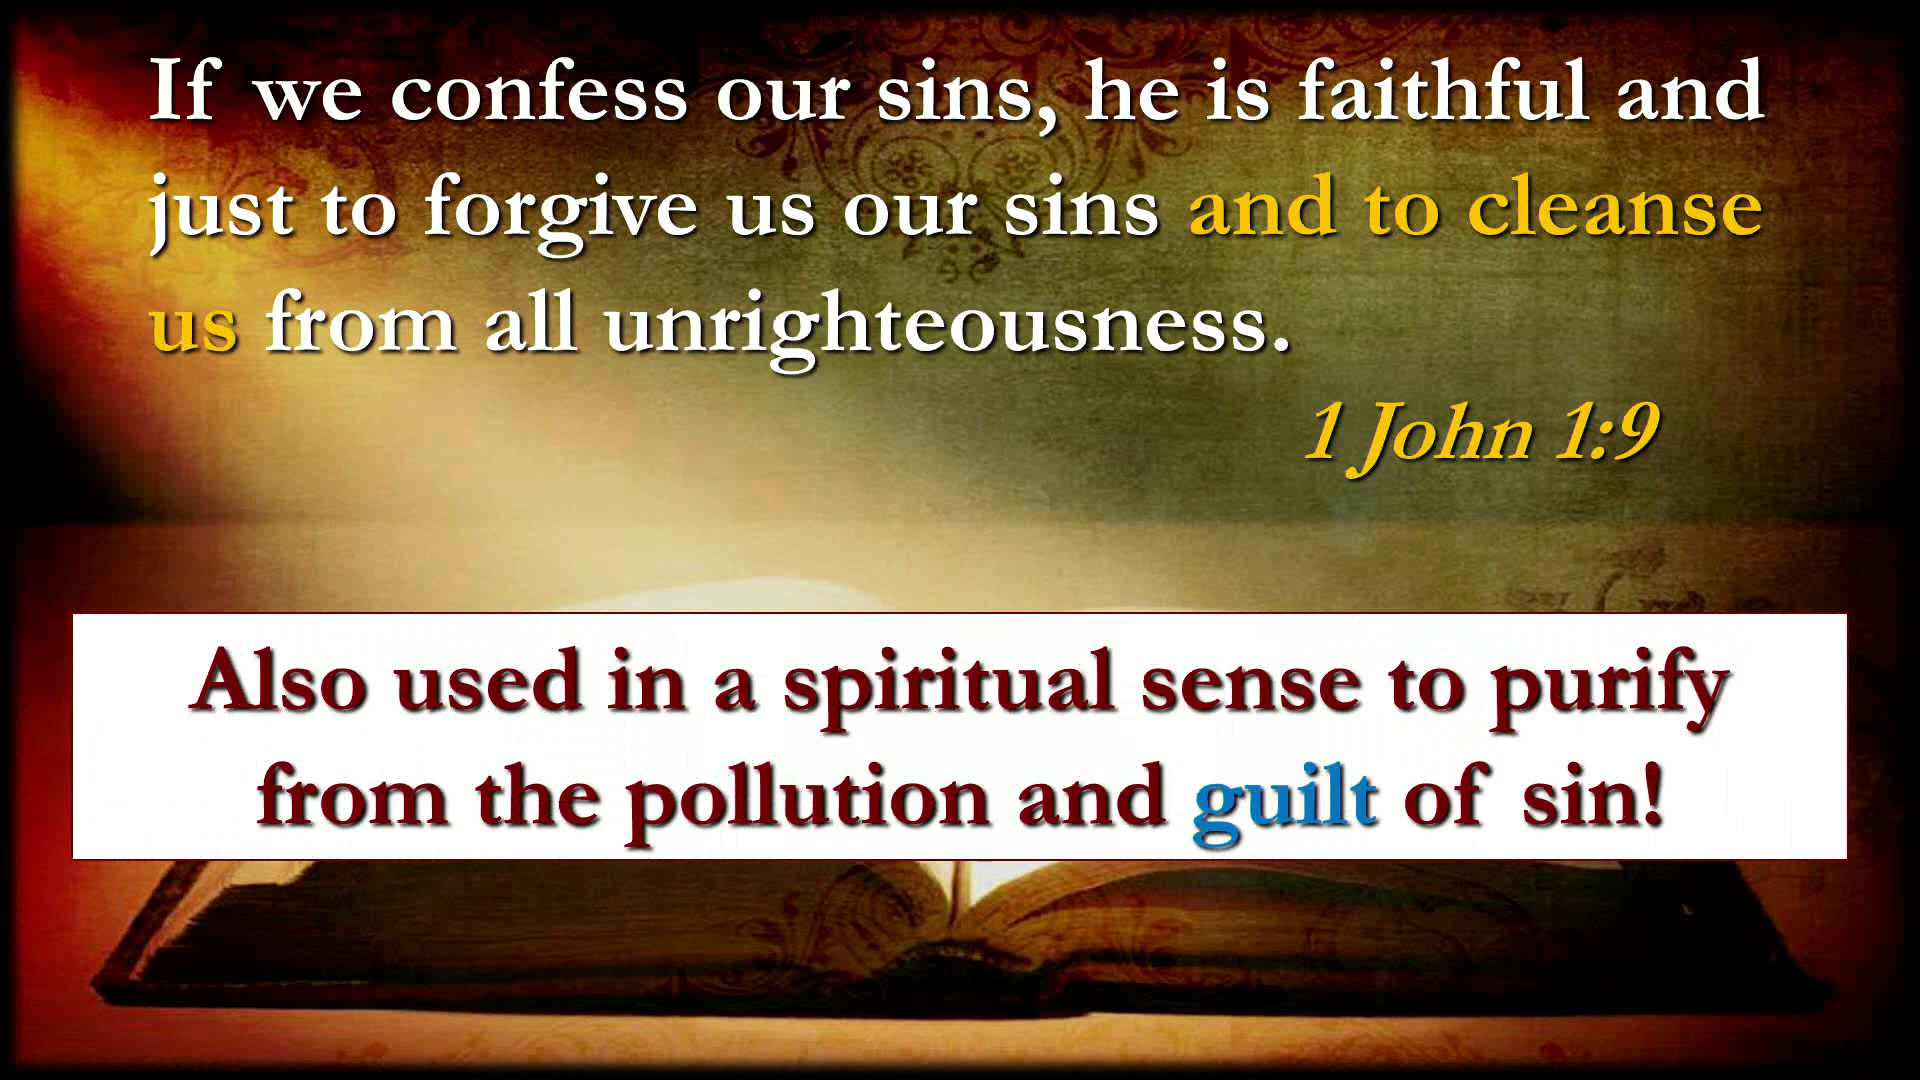 If we confess our sins, he is faithful and
just to forgive us our sins and to cleanse
us from all unrighteousness.
1 John 1:9
Also used in a spiritual sense to purify
from the pollution and guilt of sin!